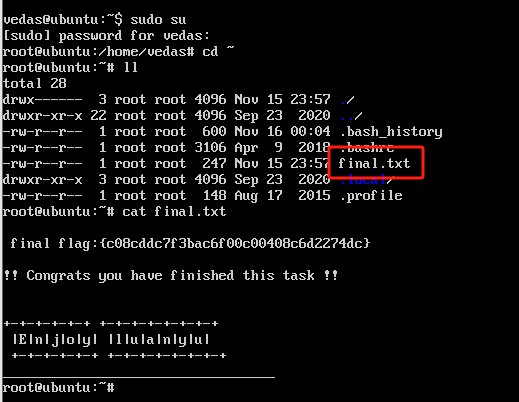 vedas@ubuntu:~$ sudo su
[sudo] password for vedas:
root@ubuntu:/home/vedas# cd ~
root@ubuntu:~# ll
total 28
drwx------  3 root root 4096 Nov 15 23:57 ./
drwxr-xr-x 22 root root 4096 Sep 23  2020 ../
-rw-r--r--  1 root root  600 Nov 16 00:04 .bash_history
-rw-r--r--  1 root root 3106 Apr  9  2018 .bashrc
-rw-r--r--  1 root root  247 Nov 15 23:57 final.txt
drwxr-xr-x  3 root root 4096 Sep 23  2020 .local/
-rw-r--r--  1 root root  148 Aug 17  2015 .profile
root@ubuntu:~# cat final.txt
final flag:{c08cddc7f3bac6f00c00408c6d2274dc}
!! Congrats you have finished this task !!
+-+-+-+-+-+ +-+-+-+-+-+-+-+
|E|n|j|o|y| |l|u|a|n|y|u|
+-+-+-+-+-+ +-+-+-+-+-+-+-+
____________________________________
root@ubuntu:~#